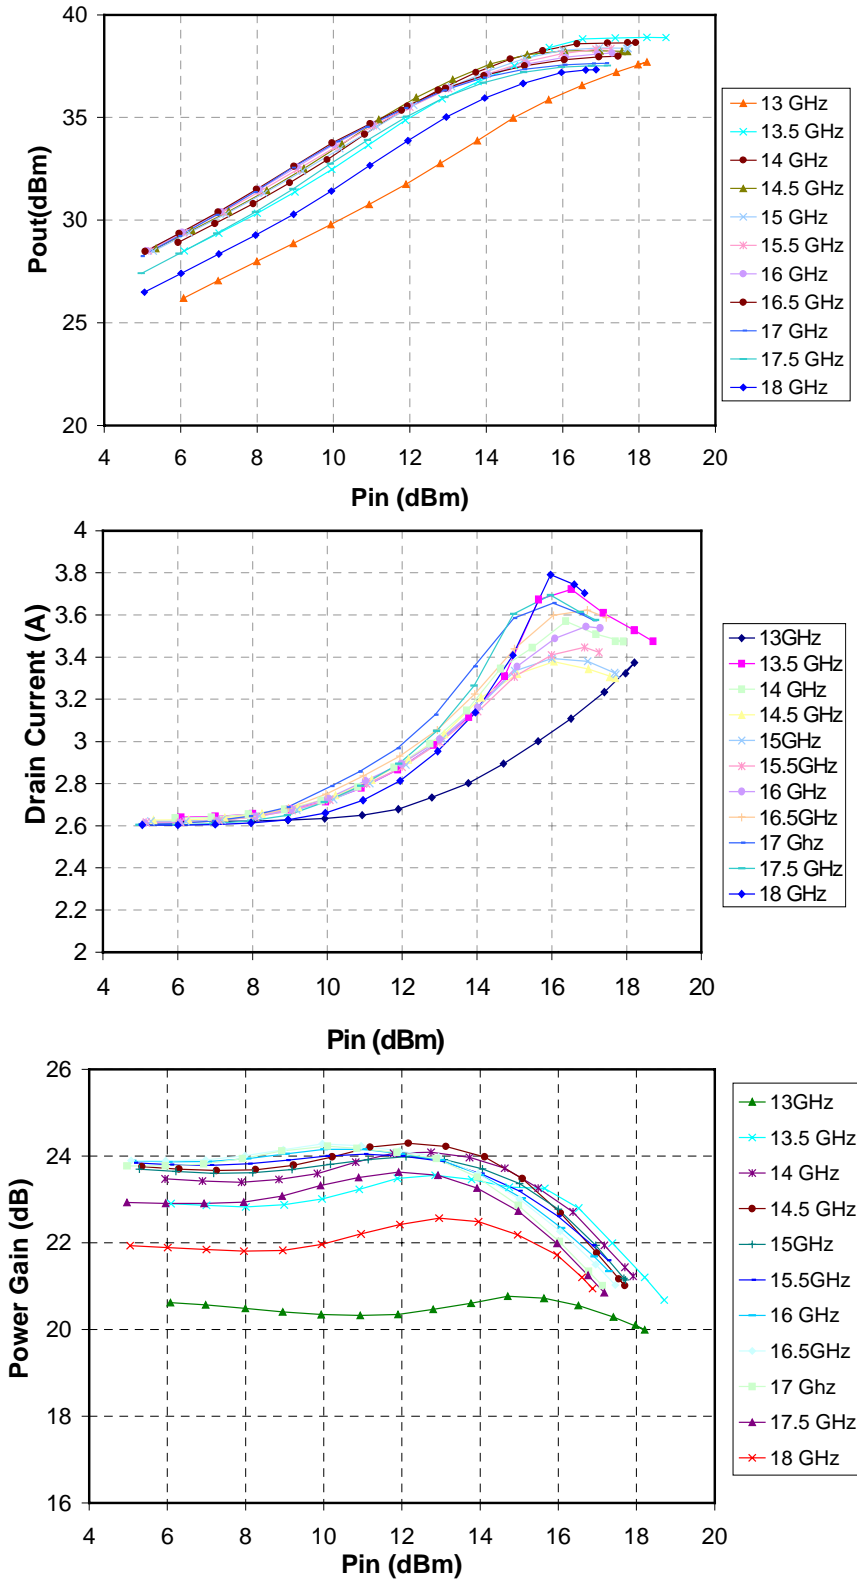 40
35
30
25
20
Pout(dBm)
4 6 8 10 12 14 16 18 20
Pin (dBm)
13 GHz
13.5 GHz
14 GHz
14.5 GHz
15 GHz
15.5 GHz
16 GHz
16.5 GHz
17 GHz
17.5 GHz
18 GHz
4
3.8
3.6
3.4
3.2
3
2.8
2.6
2.4
2.2
2
Drain Current (A)
4 6 8 10 12 14 16 18 20
Pin (dBm)
13GHz
13.5 GHz
14 GHz
14.5 GHz
15GHz
15.5GHz
16 GHz
16.5GHz
17 Ghz
17.5 GHz
18 GHz
26
24
22
20
18
16
Power Gain (dB)
4 6 8 10 12 14 16 18 20
Pin (dBm)
13GHz
13.5 GHz
14 GHz
14.5 GHz
15GHz
15.5GHz
16 GHz
16.5GHz
17 Ghz
17.5 GHz
18 GHz